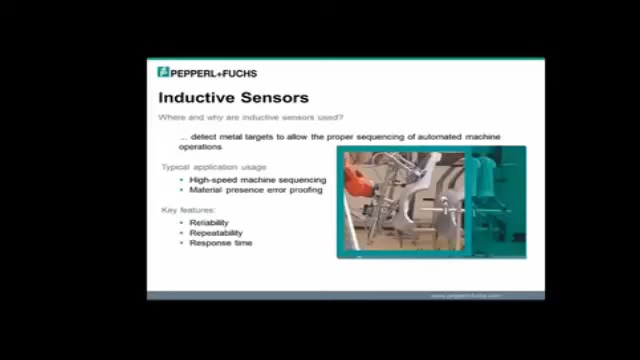 PEPPERL+FUCHS
Inductive Sensors
Where and why are inductive sensors used?
... detect metal targets to allow the proper sequencing of automated machine
operations
Typical application usage
• High-speed machine sequencing
• Material presence error proofing
Key features:
• Reliability
• Repeatability
• Response time
www.pepperl-fuchs.com